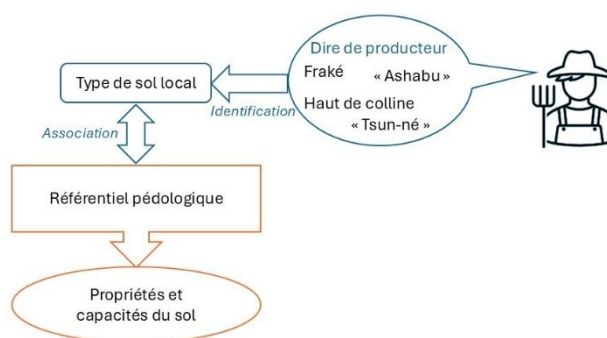 Dire de producteur
Fraké
« Ashabu »
Haut de colline
« Tsun-né »
Type de sol local
Identification
Association
Référentiel pédologique
Propriétés et
capacités du sol